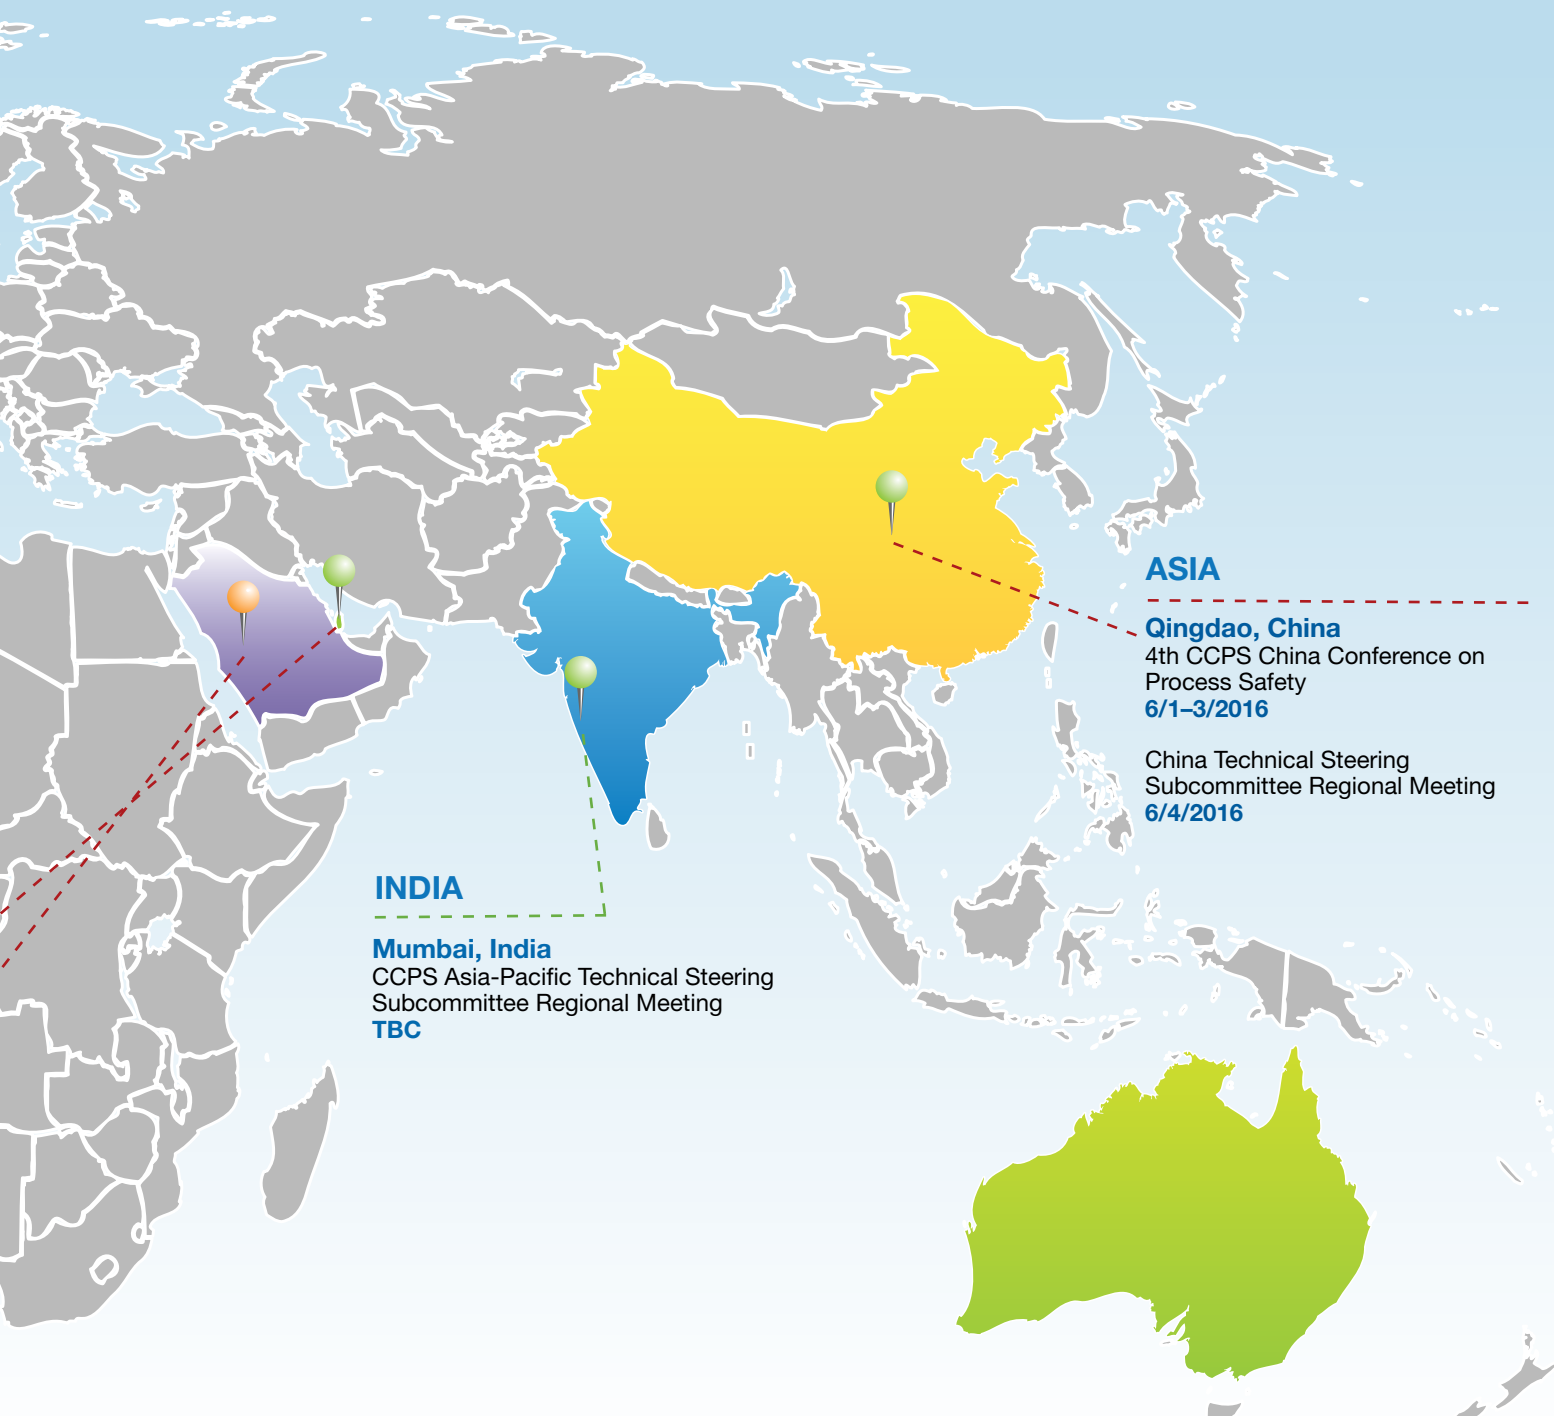 ASIA
Qingdao, China
4th CCPS China Conference on
Process Safety
6/1–3/2016
China Technical Steering
Subcommittee Regional Meeting
6/4/2016
INDIA
Mumbai, India
CCPS Asia-Pacific Technical Steering
Subcommittee Regional Meeting
TBC